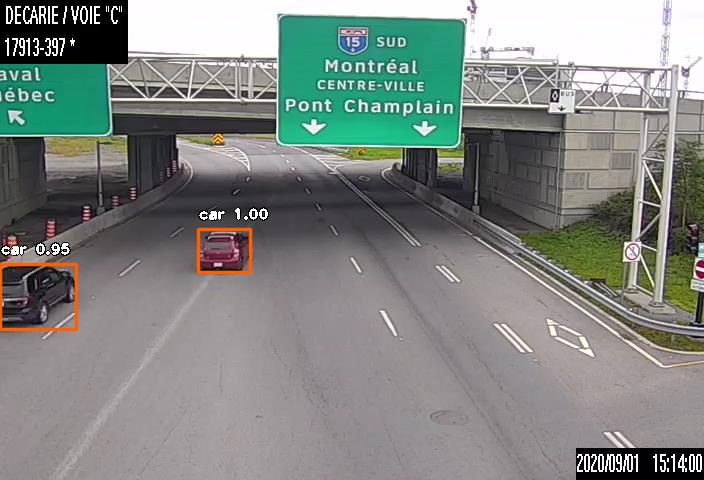 DECARIE / VOIE "C"
17913-397 *
aval
ébec
15 SUD
Montréal
CENTRE-VILLE
Pont Champlain
BUS
car 1.00
car 0.95
2020/09/01 15:14:00